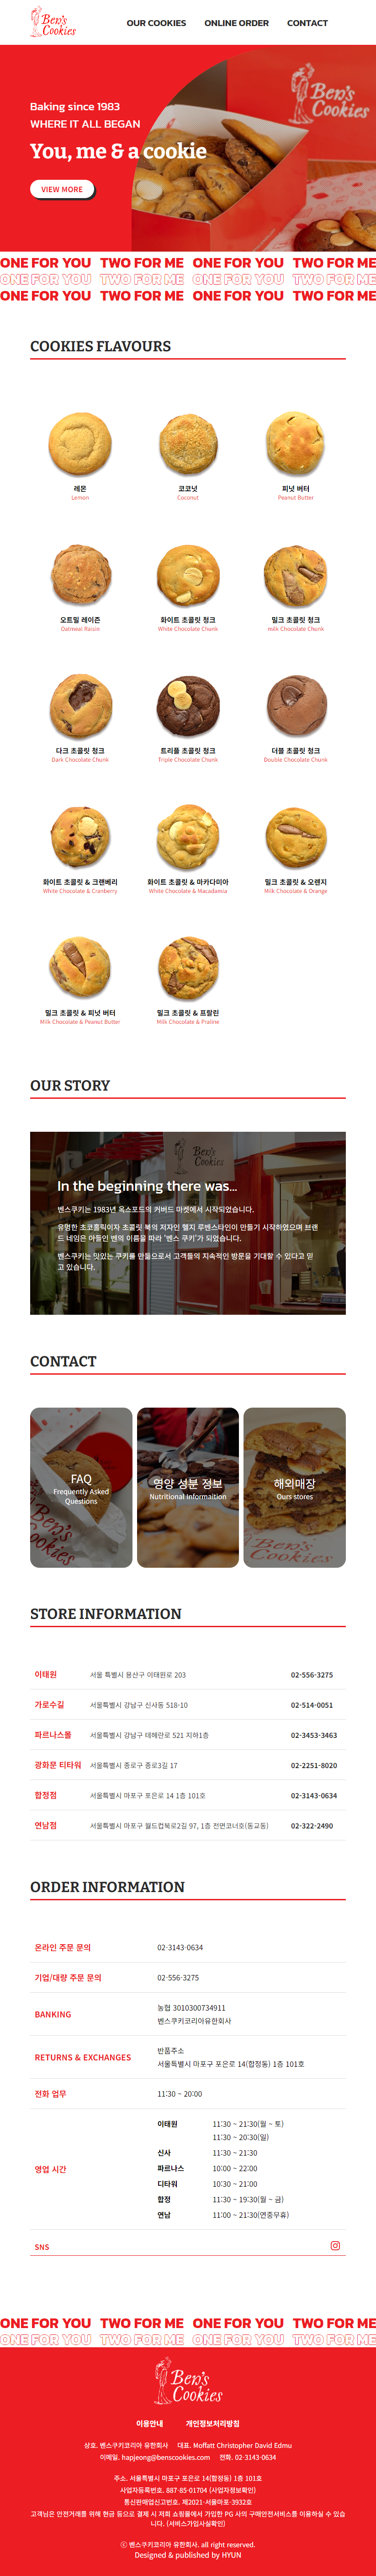 Ben's
Cookies
OUR COOKIES ONLINE ORDER CONTACT
Ben's
Cookies
Baking since 1983
WHERE IT ALL BEGAN
You, me & a cookie
VIEW MORE
ONE FOR YOU TWO FOR ME ONE FOR YOU TWO FOR ME
ONE FOR YOU TWO FOR ME ONE FOR YOU TWO FOR ME
ONE FOR YOU TWO FOR ME ONE FOR YOU TWO FOR ME
COOKIES FLAVOURS
레몬
Lemon
코코넛
Coconut
피넛 버터
Peanut Butter
오트밀 레이즌
Oatmeal Raisin
화이트 초콜릿 청크
White Chocolate Chunk
밀크 초콜릿 청크
milk Chocolate Chunk
다크 초콜릿 청크
Dark Chocolate Chunk
트리플 초콜릿 청크
Triple Chocolate Chunk
더블 초콜릿 청크
Double Chocolate Chunk
화이트 초콜릿 & 크랜베리
White Chocolate & Cranberry
화이트 초콜릿 & 마카다미아
White Chocolate & Macadamia
밀크 초콜릿 & 오렌지
Milk Chocolate & Orange
밀크 초콜릿 & 피넛 버터
Milk Chocolate & Peanut Butter
밀크 초콜릿 & 프랄린
Milk Chocolate & Praline
OUR STORY
Ben's
Cookies
In the beginning there was...
벤스쿠키는 1983년 옥스포드의 커버드 마켓에서 시작되었습니다.
유명한 초코홀릭이자 초콜릿 북의 저자인 헬지 루벤스타인이 만들기 시작하였으며 브랜
드 네임은 아들인 벤의 이름을 따라 '벤스 쿠키'가 되었습니다.
벤스쿠키는 맛있는 쿠키를 만듦으로서 고객들의 지속적인 방문을 기대할 수 있다고 믿
고 있습니다.
CONTACT
FAQ
Frequently Asked
Questions
Ben's
Cookies
영양 성분 정보
Nutritional Informaition
해외매장
Ours stores
Cookies
STORE INFORMATION
이태원 서울 특별시 용산구 이태원로 203 02-556-3275
가로수길 서울특별시 강남구 신사동 518-10 02-514-0051
파르나스몰 서울특별시 강남구 테헤란로 521 지하1층 02-3453-3463
광화문 티타워 서울특별시 종로구 종로3길 17 02-2251-8020
합정점 서울특별시 마포구 포은로 14 1층 101호 02-3143-0634
연남점 서울특별시 마포구 월드컵북로2길 97, 1층 전면코너호(동교동) 02-322-2490
ORDER INFORMATION
온라인 주문 문의 02-3143-0634
기업/대량 주문 문의 02-556-3275
BANKING
농협 3010300734911
벤스쿠키코리아유한회사
RETURNS & EXCHANGES
반품주소
서울특별시 마포구 포은로 14(합정동) 1층 101호
전화 업무 11:30 ~ 20:00
영업 시간
이태원 11:30 ~ 21:30(월 ~ 토)
11:30 ~ 20:30(일)
신사 11:30 ~ 21:30
파르나스 10:00 ~ 22:00
디타워 10:30 ~ 21:00
합정 11:30 ~ 19:30(월 ~ 금)
연남 11:00 ~ 21:30(연중무휴)
SNS
ONE FOR YOU TWO FOR ME ONE FOR YOU TWO FOR ME
ONE FOR YOU TWO FOR ME ONE FOR YOU TWO FOR ME
Ben's
Cookies
이용안내 개인정보처리방침
상호. 벤스쿠키코리아 유한회사 대표. Moffatt Christopher David Edmu
이메일. hapjeong@benscookies.com 전화. 02-3143-0634
주소. 서울특별시 마포구 포은로 14(합정동) 1층 101호
사업자등록번호. 887-85-01704 (사업자정보확인)
통신판매업신고번호. 제2021-서울마포-3932호
고객님은 안전거래를 위해 현금 등으로 결제 시 저희 쇼핑몰에서 가입한 PG 사의 구매안전서비스를 이용하실 수 있습
니다. (서비스가입사실확인)
ⓒ 벤스쿠키코리아 유한회사. all right reserved.
Designed & published by HYUN